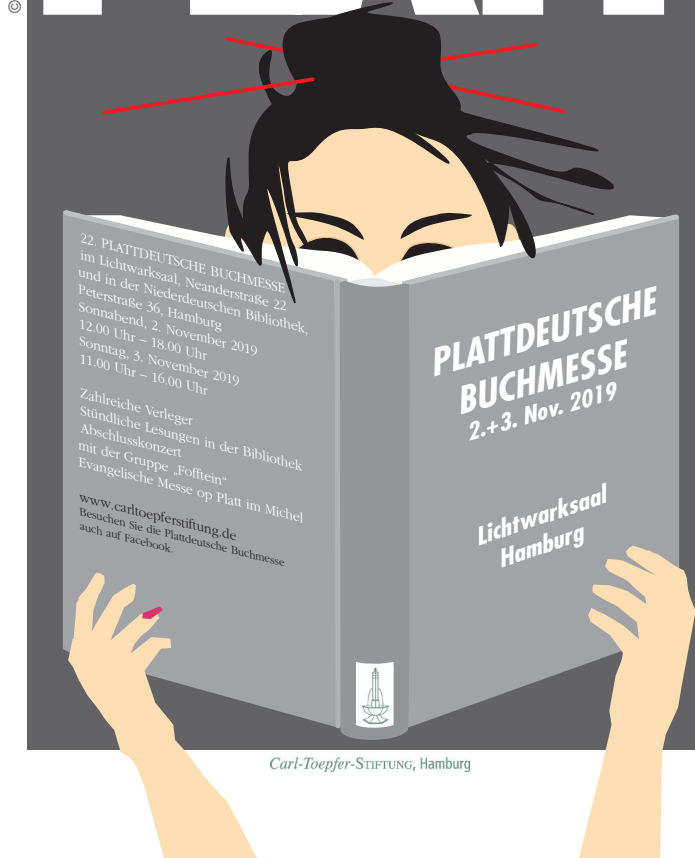 ©
22. PLATTDEUTSCHE BUCHMESSE
im Lichtwarksaal, Neanderstraße 22
und in der Niederdeutschen Bibliothek,
Peterstraße 36, Hamburg
Sonnabend, 2. November 2019
12.00 Uhr – 18.00 Uhr
Sonntag, 3. November 2019
11.00 Uhr – 16.00 Uhr
Zahlreiche Verleger
Stündliche Lesungen in der Bibliothek
Abschlusskonzert
mit der Gruppe „Fofftein“
Evangelische Messe op Platt im Michel
www.carltoepferstiftung.de
Besuchen Sie die Plattdeutsche Buchmesse
auch auf Facebook.
PLATTDEUTSCHE
BUCHMESSE
2.+3. Nov. 2019
Lichtwarksaal
Hamburg
Carl-Toepfer-STIFTUNG, Hamburg